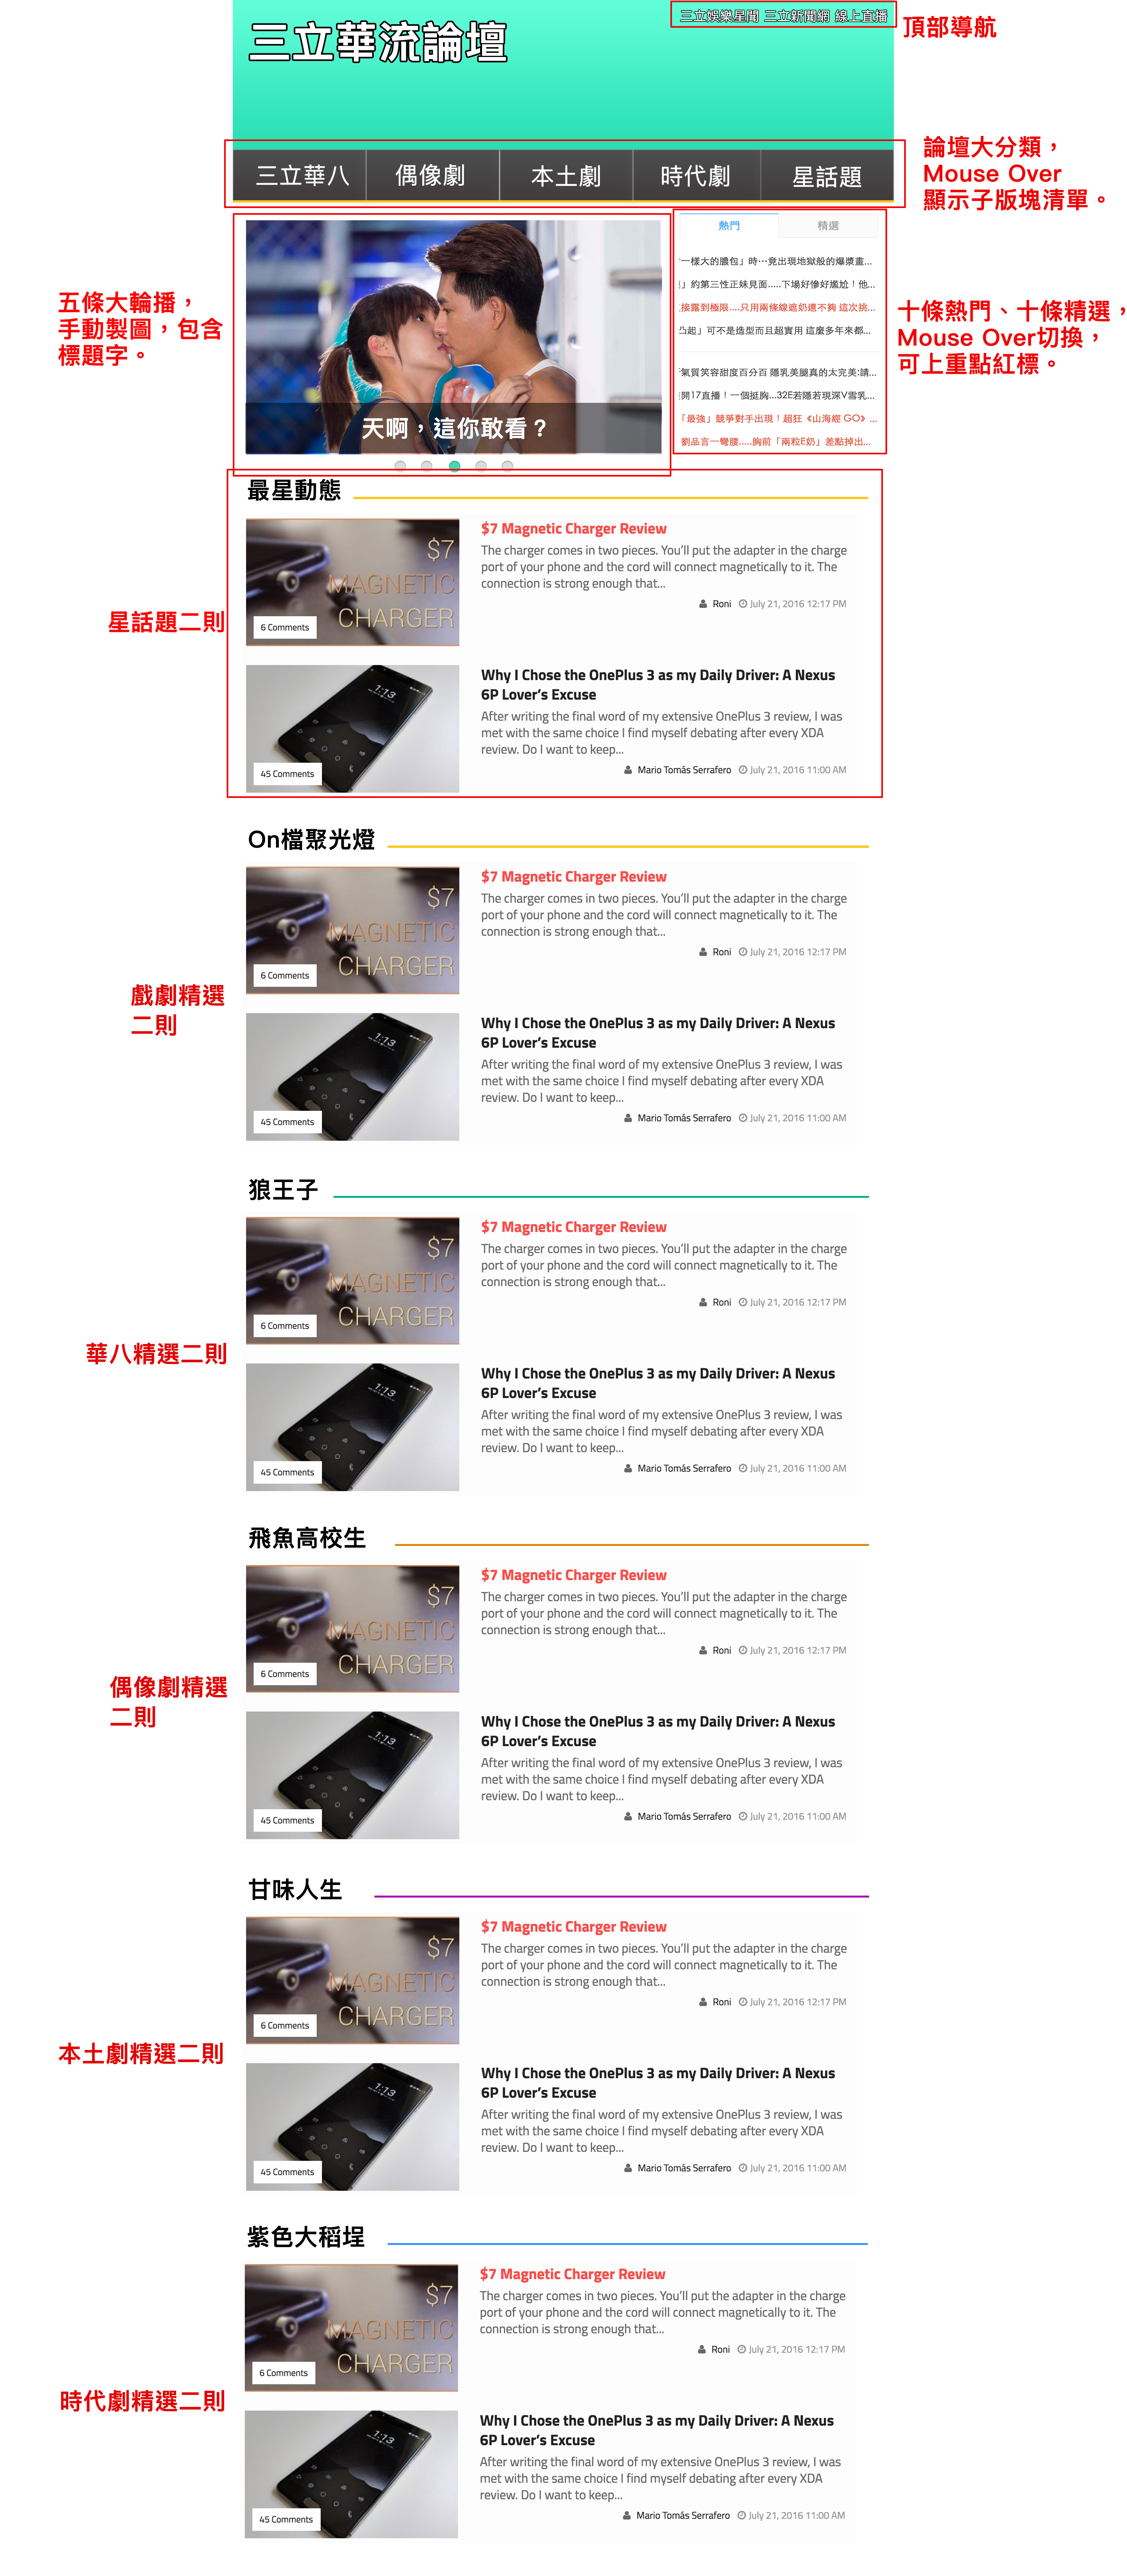 三立娛樂星聞 三立新聞網 線上直播
頂部導航
三立華流論壇
論壇大分類，
Mouse Over
顯示子版塊清單。
三立華八
偶像劇
本土劇
時代劇
星話題
熱門
精選
一樣大的膿包」時⋯竟出現地獄般的爆漿畫...
」約第三性正妹見面.....下場好慘好尷尬！他...
接露到極限....只用兩條線遮奶還不夠 這次挑...
凸起」可不是造型而且超實用 這麼多年來都...
氣質笑容甜度百分百 隱乳美腿真的太完美:請...
開17直播！一個挺胸...32E若隱若現深V雪乳...
「最強」競爭對手出現！超狂《山海經 GO》 ...
劉品言一彎腰.....胸前「兩粒E奶」差點掉出...
五條大輪播，
手動製圖，包含
標題字。
十條熱門、十條精選，
Mouse Over切換，
可上重點紅標。
天啊，這你敢看？
最星動態
$7
MAGNETIC
CHARGER
6 Comments
$7 Magnetic Charger Review
The charger comes in two pieces. You’ll put the adapter in the charge
port of your phone and the cord will connect magnetically to it. The
connection is strong enough that...
Roni July 21, 2016 12:17 PM
星話題二則
1:13
45 Comments
Why I Chose the OnePlus 3 as my Daily Driver: A Nexus
6P Lover’s Excuse
After writing the final word of my extensive OnePlus 3 review, I was
met with the same choice I find myself debating after every XDA
review. Do I want to keep...
Mario Tomás Serrafero July 21, 2016 11:00 AM
On檔聚光燈
$7
MAGNETIC
CHARGER
6 Comments
$7 Magnetic Charger Review
The charger comes in two pieces. You’ll put the adapter in the charge
port of your phone and the cord will connect magnetically to it. The
connection is strong enough that...
Roni July 21, 2016 12:17 PM
戲劇精選
二則
1:13
45 Comments
Why I Chose the OnePlus 3 as my Daily Driver: A Nexus
6P Lover’s Excuse
After writing the final word of my extensive OnePlus 3 review, I was
met with the same choice I find myself debating after every XDA
review. Do I want to keep...
Mario Tomás Serrafero July 21, 2016 11:00 AM
狼王子
$7
MAGNETIC
CHARGER
6 Comments
$7 Magnetic Charger Review
The charger comes in two pieces. You’ll put the adapter in the charge
port of your phone and the cord will connect magnetically to it. The
connection is strong enough that...
Roni July 21, 2016 12:17 PM
華八精選二則
1:13
45 Comments
Why I Chose the OnePlus 3 as my Daily Driver: A Nexus
6P Lover’s Excuse
After writing the final word of my extensive OnePlus 3 review, I was
met with the same choice I find myself debating after every XDA
review. Do I want to keep...
Mario Tomás Serrafero July 21, 2016 11:00 AM
飛魚高校生
$7
MAGNETIC
CHARGER
6 Comments
$7 Magnetic Charger Review
The charger comes in two pieces. You’ll put the adapter in the charge
port of your phone and the cord will connect magnetically to it. The
connection is strong enough that...
Roni July 21, 2016 12:17 PM
偶像劇精選
二則
1:13
45 Comments
Why I Chose the OnePlus 3 as my Daily Driver: A Nexus
6P Lover’s Excuse
After writing the final word of my extensive OnePlus 3 review, I was
met with the same choice I find myself debating after every XDA
review. Do I want to keep...
Mario Tomás Serrafero July 21, 2016 11:00 AM
甘味人生
$7
MAGNETIC
CHARGER
6 Comments
$7 Magnetic Charger Review
The charger comes in two pieces. You’ll put the adapter in the charge
port of your phone and the cord will connect magnetically to it. The
connection is strong enough that...
Roni July 21, 2016 12:17 PM
本土劇精選二則
1:13
45 Comments
Why I Chose the OnePlus 3 as my Daily Driver: A Nexus
6P Lover’s Excuse
After writing the final word of my extensive OnePlus 3 review, I was
met with the same choice I find myself debating after every XDA
review. Do I want to keep...
Mario Tomás Serrafero July 21, 2016 11:00 AM
紫色大稻埕
$7
MAGNETIC
CHARGER
6 Comments
$7 Magnetic Charger Review
The charger comes in two pieces. You’ll put the adapter in the charge
port of your phone and the cord will connect magnetically to it. The
connection is strong enough that...
Roni July 21, 2016 12:17 PM
時代劇精選二則
1:13
45 Comments
Why I Chose the OnePlus 3 as my Daily Driver: A Nexus
6P Lover’s Excuse
After writing the final word of my extensive OnePlus 3 review, I was
met with the same choice I find myself debating after every XDA
review. Do I want to keep...
Mario Tomás Serrafero July 21, 2016 11:00 AM